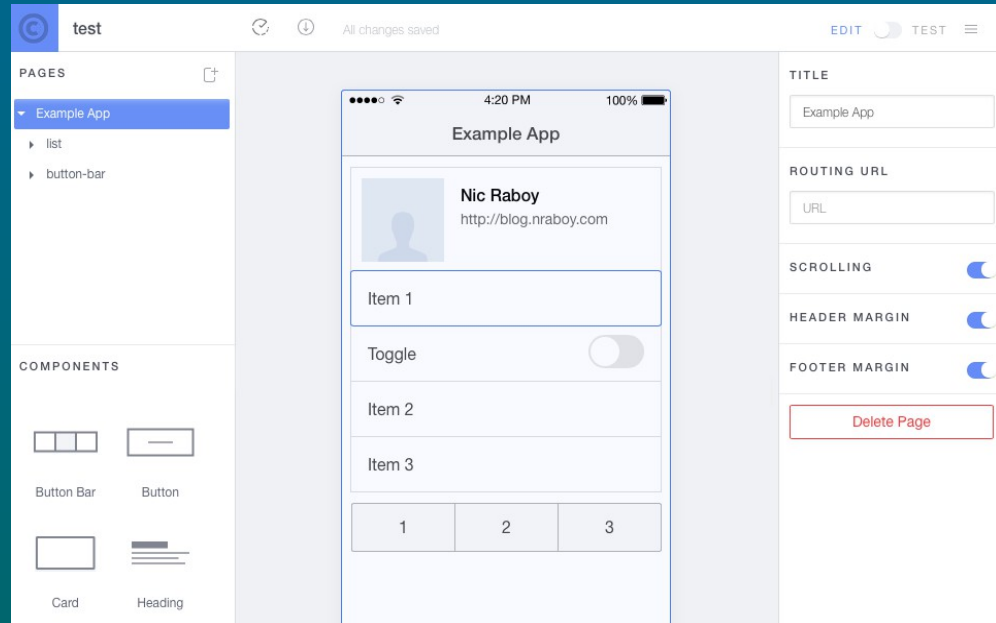 test
All changes saved
EDIT TEST
PAGES
Example App
list
button-bar
COMPONENTS
Button Bar
Button
Card
Heading
4:20 PM
100%
Example App
Nic Raboy
http://blog.nraboy.com
Item 1
Toggle
Item 2
Item 3
1 2 3
TITLE
Example App
ROUTING URL
URL
SCROLLING
HEADER MARGIN
FOOTER MARGIN
Delete Page